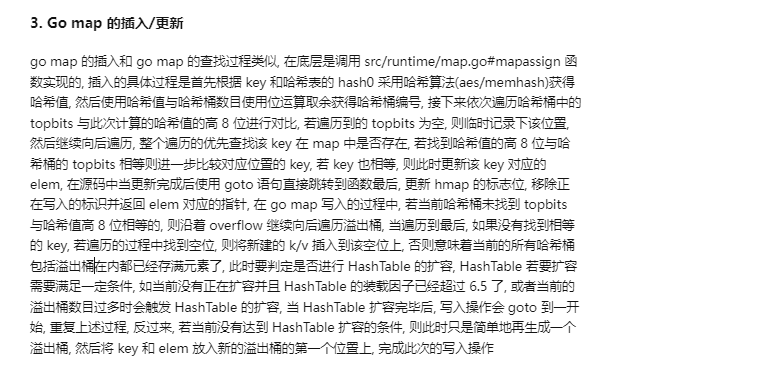 3. Go map 的插入/更新
go map 的插入和 go map 的查找过程类似, 在底层是调用 src/runtime/map.go#mapassign 函
数实现的, 插入的具体过程是首先根据 key 和哈希表的 hash0 采用哈希算法(aes/memhash)获得
哈希值, 然后使用哈希值与哈希桶数目使用位运算取余获得哈希桶编号, 接下来依次遍历哈希桶中的
topbits 与此次计算的哈希值的高 8 位进行对比, 若遍历到的 topbits 为空, 则临时记录下该位置,
然后继续向后遍历, 整个遍历的优先查找该 key 在 map 中是否存在, 若找到哈希值的高 8 位与哈
希桶的 topbits 相等则进一步比较对应位置的 key, 若 key 也相等, 则此时更新该 key 对应的
elem, 在源码中当更新完成后使用 goto 语句直接跳转到函数最后, 更新 hmap 的标志位, 移除正
在写入的标识并返回 elem 对应的指针, 在 go map 写入的过程中, 若当前哈希桶未找到 topbits
与哈希值高 8 位相等的, 则沿着 overflow 继续向后遍历溢出桶, 当遍历到最后, 如果没有找到相等
的 key, 若遍历的过程中找到空位, 则将新建的 k/v 插入到该空位上, 否则意味着当前的所有哈希桶
包括溢出桶在内都已经存满元素了, 此时要判定是否进行 HashTable 的扩容, HashTable 若要扩容
需要满足一定条件, 如当前没有正在扩容并且 HashTable 的装载因子已经超过 6.5 了, 或者当前的
溢出桶数目过多时会触发 HashTable 的扩容, 当 HashTable 扩容完毕后, 写入操作会 goto 到一开
始, 重复上述过程, 反过来, 若当前没有达到 HashTable 扩容的条件, 则此时只是简单地再生成一个
溢出桶, 然后将 key 和 elem 放入新的溢出桶的第一个位置上, 完成此次的写入操作